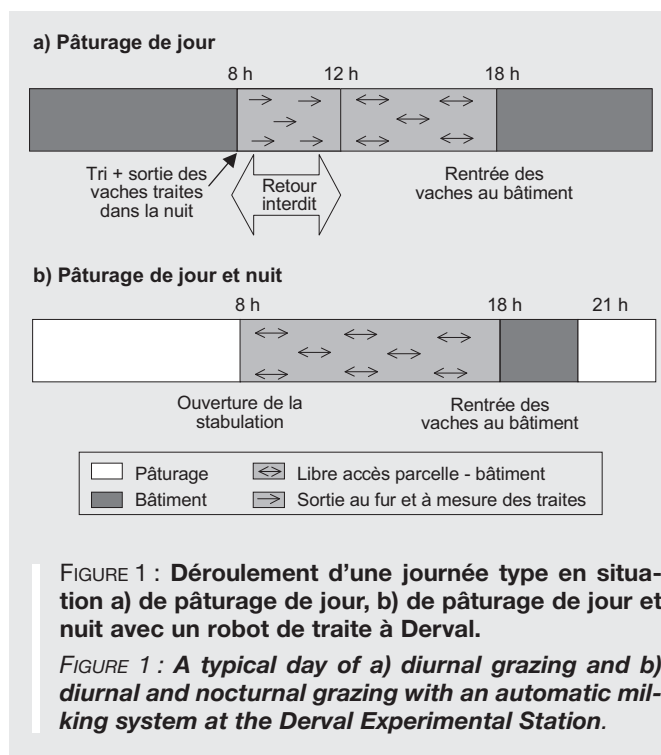 a) Pâturage de jour
8 h 12 h 18 h
Tri + sortie des
vaches traites
dans la nuit
Retour
interdit
Rentrée des
vaches au bâtiment
b) Pâturage de jour et nuit
8 h 18 h 21 h
Ouverture de la
stabulation
Rentrée des
vaches au bâtiment
Pâturage
Libre accès parcelle - bâtiment
Bâtiment
Sortie au fur et à mesure des traites
FIGURE 1 : Déroulement d'une journée type en situa-
tion a) de pâturage de jour, b) de pâturage de jour et
nuit avec un robot de traite à Derval.
FIGURE 1 : A typical day of a) diurnal grazing and b)
diurnal and nocturnal grazing with an automatic mil-
king system at the Derval Experimental Station.